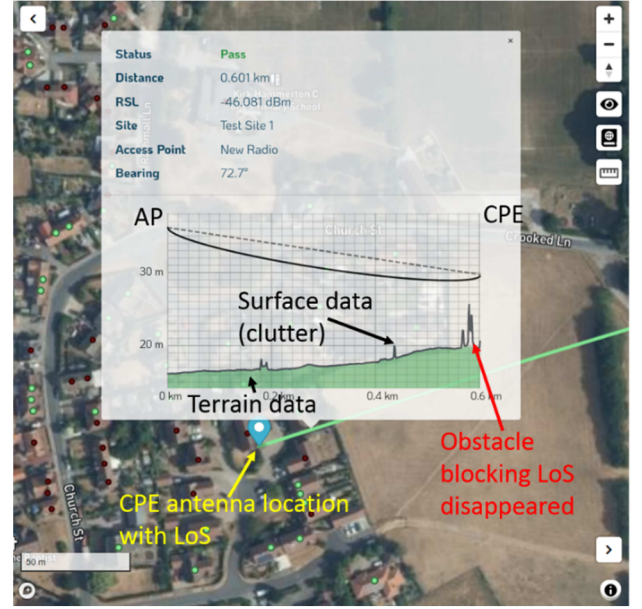 Status Pass
Distance 0.601 km
RSL -46.081 dBm
Site Test Site 1
Access Point New Radio
Bearing 72.7°
×
AP
CPE
Church St
Crooked Ln
30 m
Surface data
(clutter)
20 m
0 km 0.2 km 0.4 km 0.6 k
Terrain data
Obstacle
blocking LoS
disappeared
CPE antenna location
with LoS
Church St
50 m